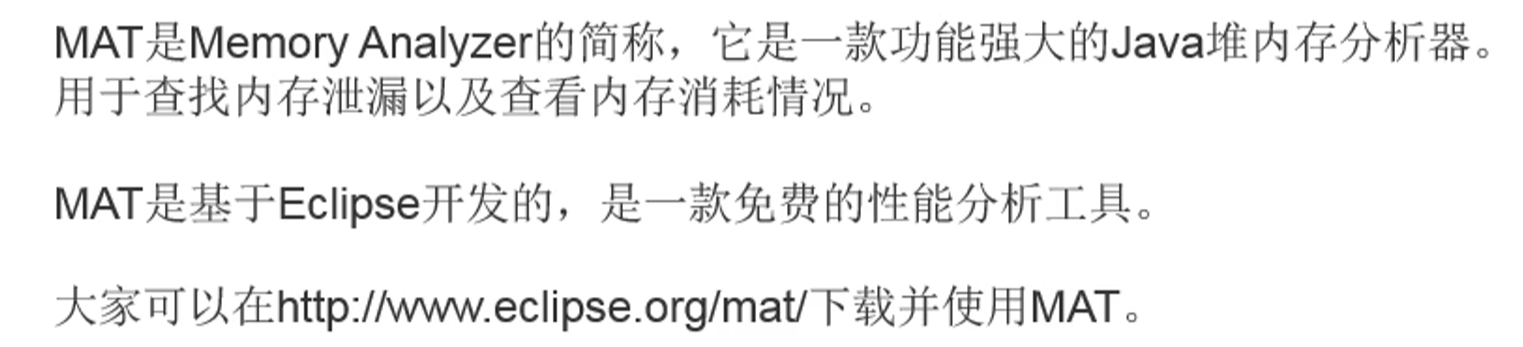 MAT是Memory Analyzer的简称，它是一款功能强大的Java堆内存分析器。
用于查找内存泄漏以及查看内存消耗情况。
MAT是基于Eclipse开发的，是一款免费的性能分析工具。
大家可以在http://www.eclipse.org/mat/下载并使用MAT。